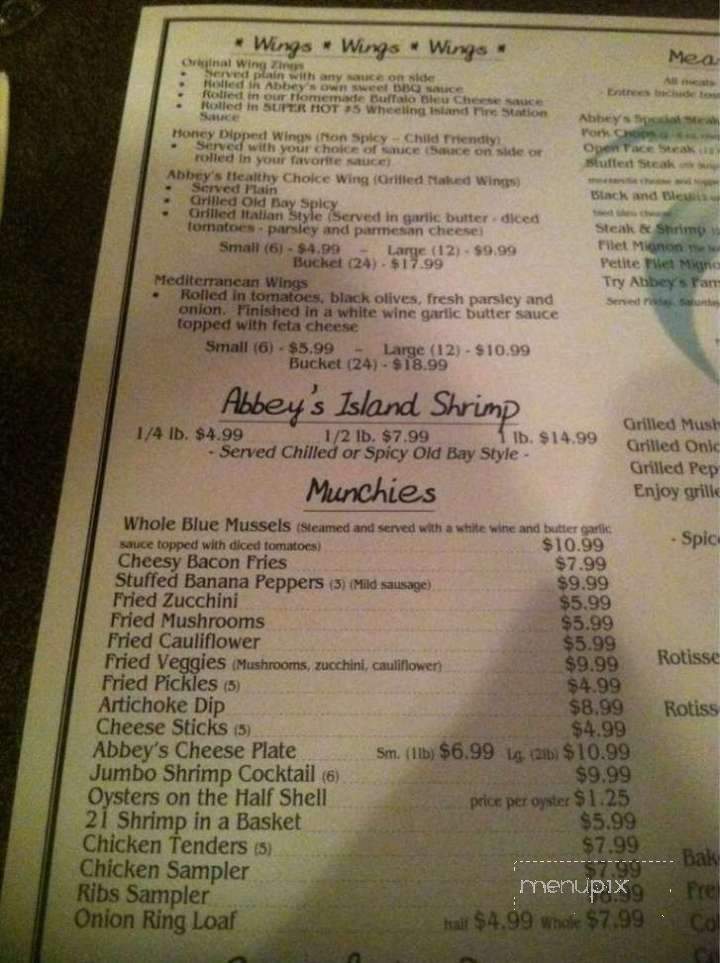 * Wings * Wings * Wings *
Original Wing Zings
• Served plain with any sauce on side
• Rolled in Abbey's own sweet BBQ sauce
• Rolled in our Homemade Buffalo Bleu Cheese sauce
• Rolled in SUPER HOT #5 Wheeling Island Fire Station
Sauce
Honey Dipped Wings (Non Spicy – Child Friendly)
• Served with your choice of sauce (Sauce on side or
rolled in your favorite sauce)
Abbey's Healthy Choice Wing (Grilled Naked Wings)
• Served Plain
• Grilled Old Bay Spicy
• Grilled Italian Style (Served in garlic butter - diced
tomatoes - parsley and parmesan cheese)
Small (6) - $4.99 – Large (12) - $9.99
Bucket (24) - $17.99
Mediterranean Wings
• Rolled in tomatoes, black olives, fresh parsley and
onion. Finished in a white wine garlic butter sauce
topped with feta cheese
Small (6) - $5.99 – Large (12) - $10.99
Bucket (24) - $18.99
Abbey's Island Shrimp
1/4 lb. $4.99 1/2 lb. $7.99 1 lb. $14.99
- Served Chilled or Spicy Old Bay Style -
Munchies
Whole Blue Mussels (Steamed and served with a white wine and butter garlic
sauce topped with diced tomatoes) $10.99
Cheesy Bacon Fries $7.99
Stuffed Banana Peppers (3) (Mild sausage) $9.99
Fried Zucchini $5.99
Fried Mushrooms $5.99
Fried Cauliflower $5.99
Fried Veggies (Mushrooms, zucchini, cauliflower) $9.99
Fried Pickles (5) $4.99
Artichoke Dip $8.99
Cheese Sticks (5) $4.99
Abbey's Cheese Plate Sm. (1lb) $6.99 Lg. (2lb) $10.99
Jumbo Shrimp Cocktail (6) $9.99
Oysters on the Half Shell price per oyster $1.25
21 Shrimp in a Basket $5.99
Chicken Tenders (5) $7.99
Chicken Sampler $7.99
Ribs Sampler
Onion Ring Loaf half $4.99 Whole $7.99
Mea
All meats
- Entrees include
Abbey's Special Steak
Pork Chops
Open Face Steak
Stuffed Steak
Black and Bleu
Steak & Shrimp
Filet Mignon
Petite Filet Migno
Try Abbey's
Served Friday, Saturda
Grilled Mush
Grilled Onio
Grilled Pep
Enjoy grille
- Spic
Rotisse
Rotiss
Bak
Fre
Co
menupix